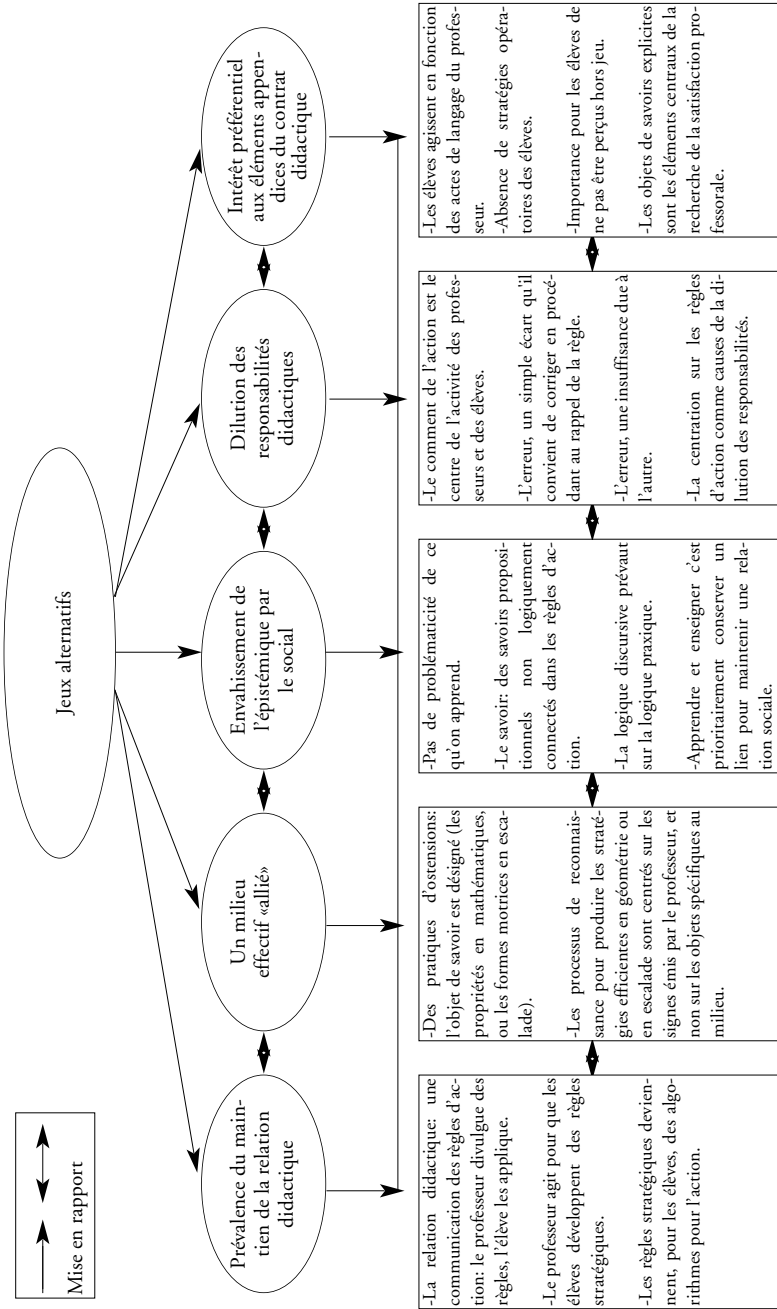 Jeux alternatifs
Mise en rapport
Prévalence du main-
tien de la relation
didactique
Un milieu
effectif «allié»
Envahissement de
l'épistémique par
le social
Dilution des
responsabilités
didactiques
Intérêt préférentiel
aux éléments appen-
dices du contrat
didactique
-La relation didactique: une
communication des règles d'ac-
tion: le professeur divulgue des
règles, l'élève les applique.
-Le professeur agit pour que les
élèves développent des règles
stratégiques.
-Les règles stratégiques devien-
nent, pour les élèves, des algo-
rithmes pour l'action.
-Des pratiques d'ostensions:
l'objet de savoir est désigné (les
propriétés en mathématiques,
ou les formes motrices en esca-
lade).
-Les processus de reconnais-
sance pour produire les straté-
gies efficientes en géométrie ou
en escalade sont centrés sur les
signes émis par le professeur, et
non sur les objets spécifiques au
milieu.
-Pas de problématicité de ce
qu'on apprend.
-Le savoir: des savoirs proposi-
tionnels non logiquement
connectés dans les règles d'ac-
tion.
-La logique discursive prévaut
sur la logique praxique.
-Apprendre et enseigner c'est
prioritairement conserver un
lien pour maintenir une rela-
tion sociale.
-Le comment de l'action est le
centre de l'activité des profes-
seurs et des élèves.
-L'erreur, un simple écart qu'il
convient de corriger en procé-
dant au rappel de la règle.
-L'erreur, une insuffisance due à
l'autre.
-La centration sur les règles
d'action comme causes de la di-
lution des responsabilités.
-Les élèves agissent en fonction
des actes de langage du profes-
seur.
-Absence de stratégies opéra-
toires des élèves.
-Importance pour les élèves de
ne pas être perçus hors jeu.
-Les objets de savoirs explicites
sont les éléments centraux de la
recherche de la satisfaction pro-
fessorale.